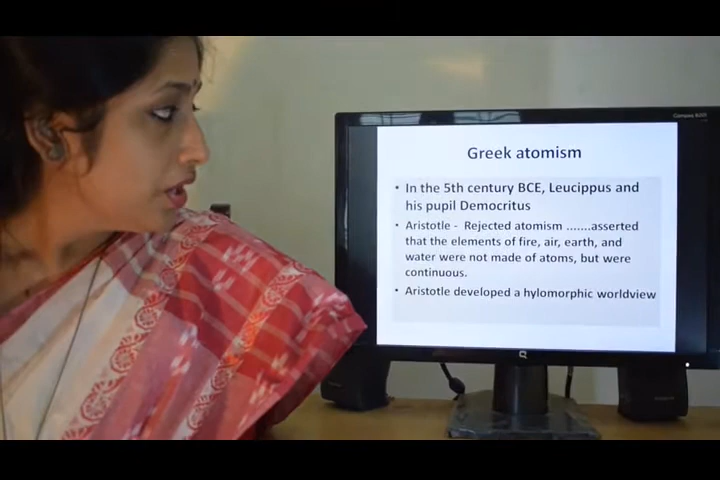 Greek atomism
• In the 5th century BCE, Leucippus and
his pupil Democritus
• Aristotle - Rejected atomism .......asserted
that the elements of fire, air, earth, and
water were not made of atoms, but were
continuous.
• Aristotle developed a hylomorphic worldview